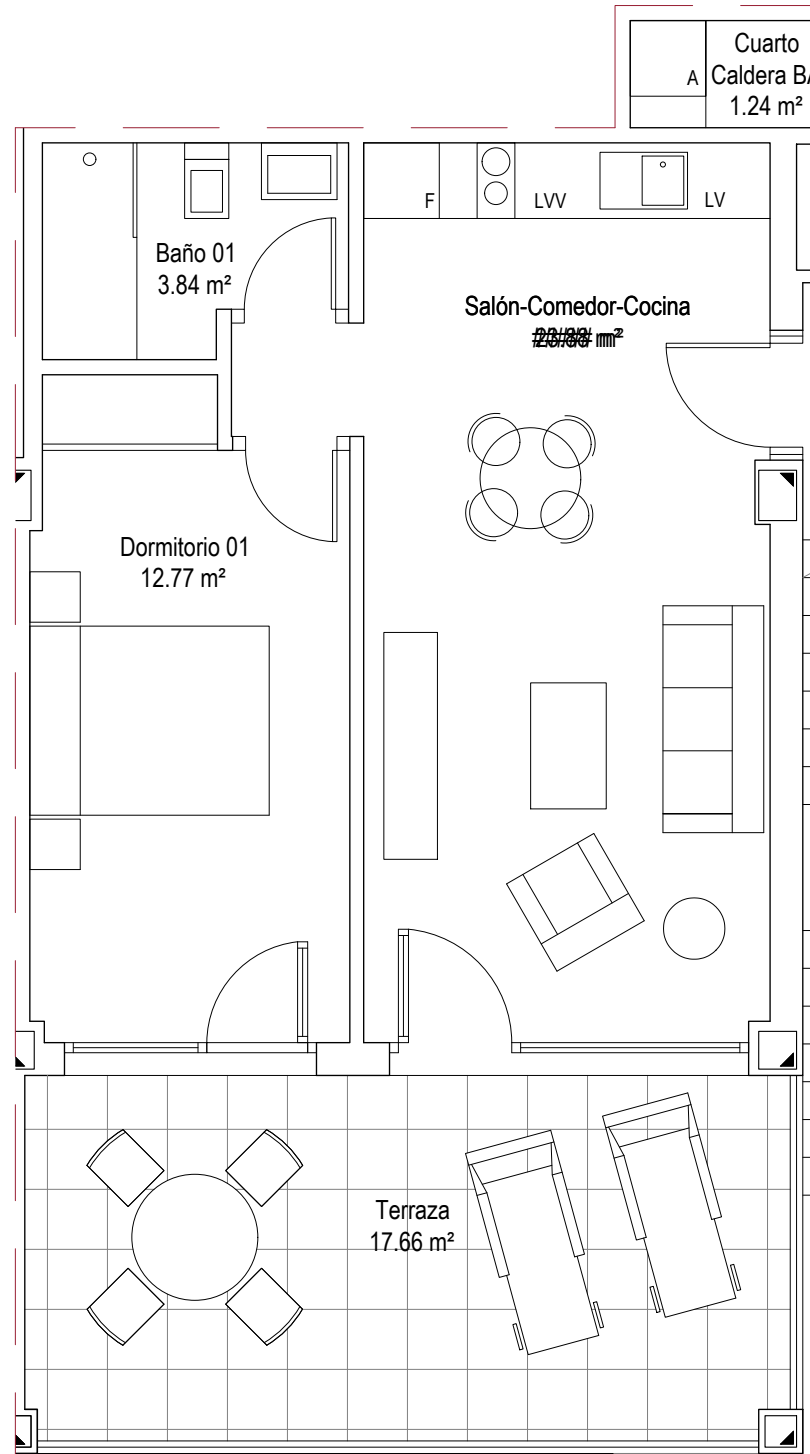 Cuarto
A Caldera
1.24 m²
F
LVV
LV
Baño 01
3.84 m²
Salón-Comedor-Cocina
m²
Dormitorio 01
12.77 m²
Terraza
17.66 m²